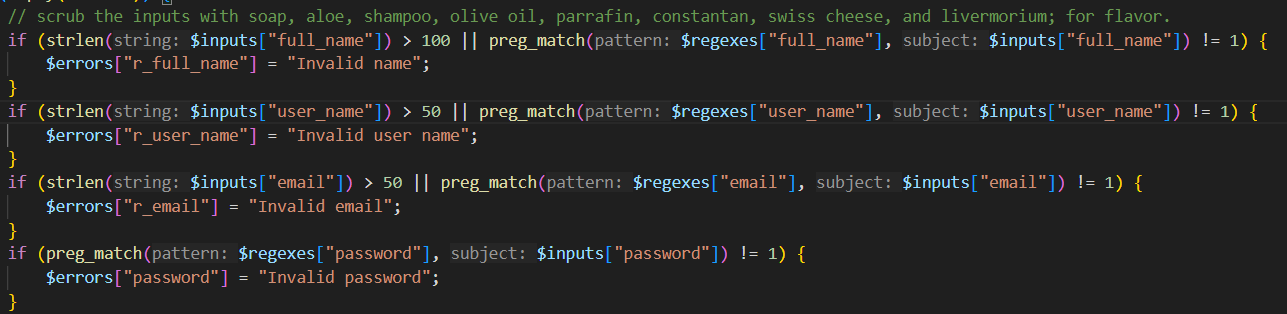 // scrub the inputs with soap, aloe, shampoo, olive oil, parrafin, constantan, swiss cheese, and livermorium; for flavor.
if (strlen(string: $inputs["full_name"]) > 100 || preg_match(pattern: $regexes["full_name"], subject: $inputs["full_name"]) != 1) {
    $errors["r_full_name"] = "Invalid name";
}
if (strlen(string: $inputs["user_name"]) > 50 || preg_match(pattern: $regexes["user_name"], subject: $inputs["user_name"]) != 1) {
    $errors["r_user_name"] = "Invalid user name";
}
if (strlen(string: $inputs["email"]) > 50 || preg_match(pattern: $regexes["email"], subject: $inputs["email"]) != 1) {
    $errors["r_email"] = "Invalid email";
}
if (preg_match(pattern: $regexes["password"], subject: $inputs["password"]) != 1) {
    $errors["password"] = "Invalid password";
}